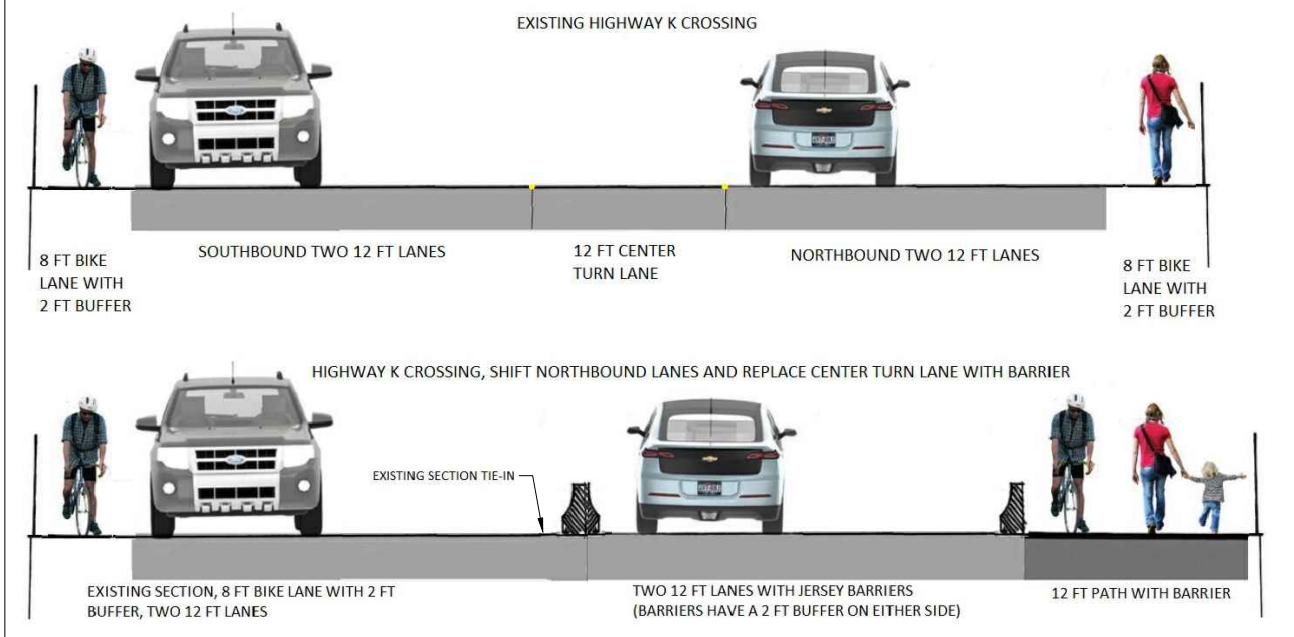 EXISTING HIGHWAY K CROSSING
SOUTHBOUND TWO 12 FT LANES
12 FT CENTER
TURN LANE
NORTHBOUND TWO 12 FT LANES
8 FT BIKE
LANE WITH
2 FT BUFFER
8 FT BIKE
LANE WITH
2 FT BUFFER
HIGHWAY K CROSSING, SHIFT NORTHBOUND LANES AND REPLACE CENTER TURN LANE WITH BARRIER
EXISTING SECTION TIE-IN
EXISTING SECTION, 8 FT BIKE LANE WITH 2 FT
BUFFER, TWO 12 FT LANES
TWO 12 FT LANES WITH JERSEY BARRIERS
(BARRIERS HAVE A 2 FT BUFFER ON EITHER SIDE)
12 FT PATH WITH BARRIER